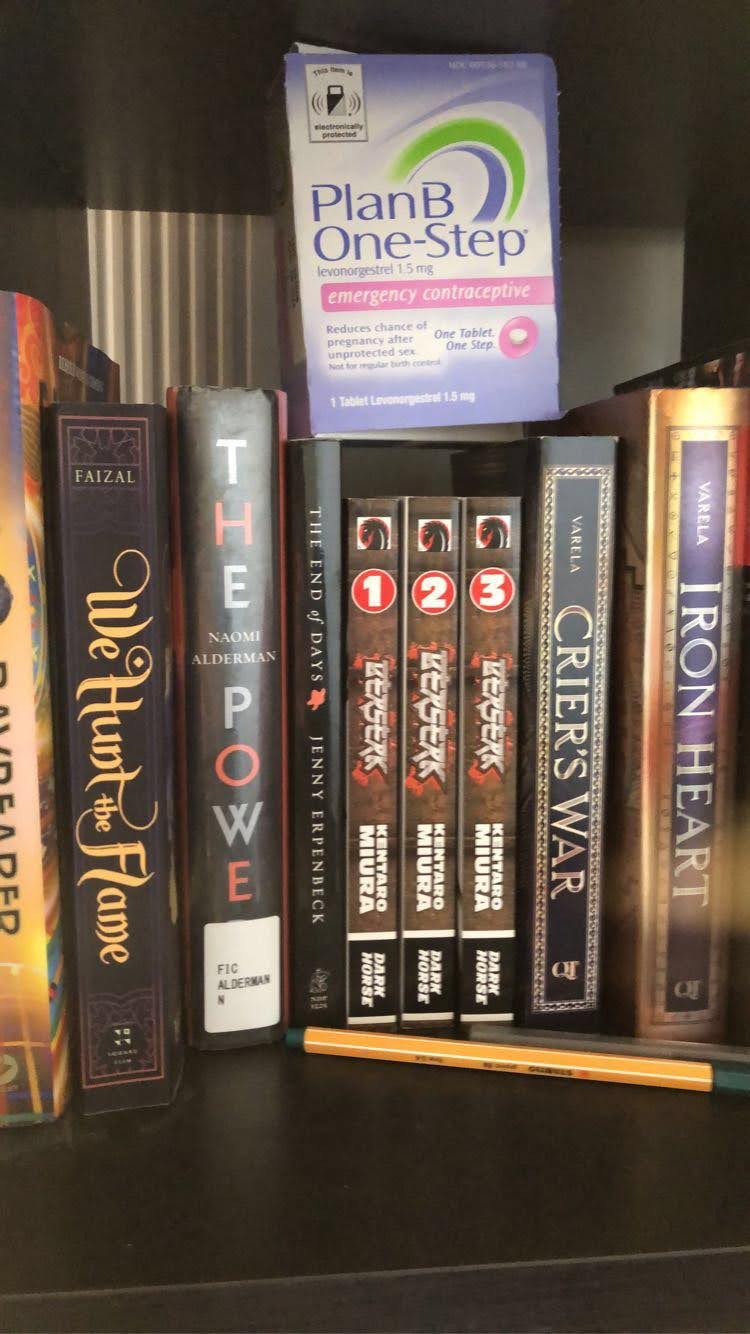 This item is
electronically
protected
PlanB
One-Step®
levonorgestrel 1.5 mg
emergency contraceptive
Reduces chance of
pregnancy after
unprotected sex.
Not for regular birth control.
One Tablet.
One Step.
1 Tablet Levonorgestrel 1.5 mg
FAIZAL
We Hunt the Flame
THE
NAOMI
ALDERMAN
POWE
FIC
ALDERMAN
N
THE END of DAYS
JENNY ERPENBECK
1
BERSERK
KENTARO
MIURA
DARK
HORSE
2
BERSERK
KENTARO
MIURA
DARK
HORSE
3
BERSERK
KENTARO
MIURA
DARK
HORSE
VARELA
CRIER'S WAR
VARELA
IRON HEART
STABILO